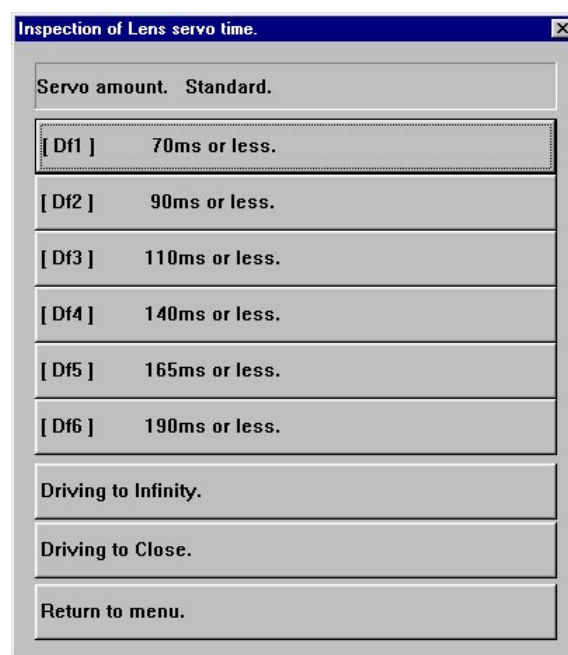 Inspection of Lens servo time.
Servo amount. Standard.
[ Df1 ] 70ms or less.
[ Df2 ] 90ms or less.
[ Df3 ] 110ms or less.
[ Df4 ] 140ms or less.
[ Df5 ] 165ms or less.
[ Df6 ] 190ms or less.
Driving to Infinity.
Driving to Close.
Return to menu.